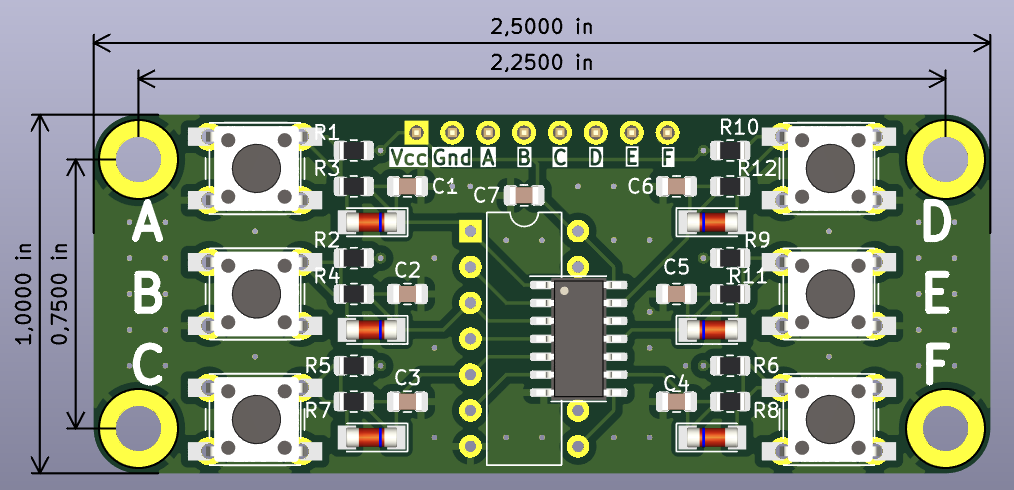 2,5000 in
2,2500 in
1,0000 in
0,7500 in
R1
R10
Vcc Gnd A B C D E F
R3
C1
C7
C6
R12
A
D
R2
R9
R4
C2
C5
R11
B
E
R5
C3
C4
R6
C
F
R7
R8